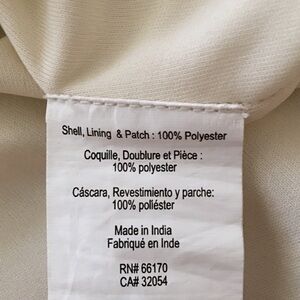 Shell, Lining & Patch : 100% Polyester
Coquille, Doublure et Pièce :
100% polyester
Cáscara, Revestimiento y parche:
100% poliéster
Made in India
Fabriqué en Inde
RN# 66170
CA# 32054